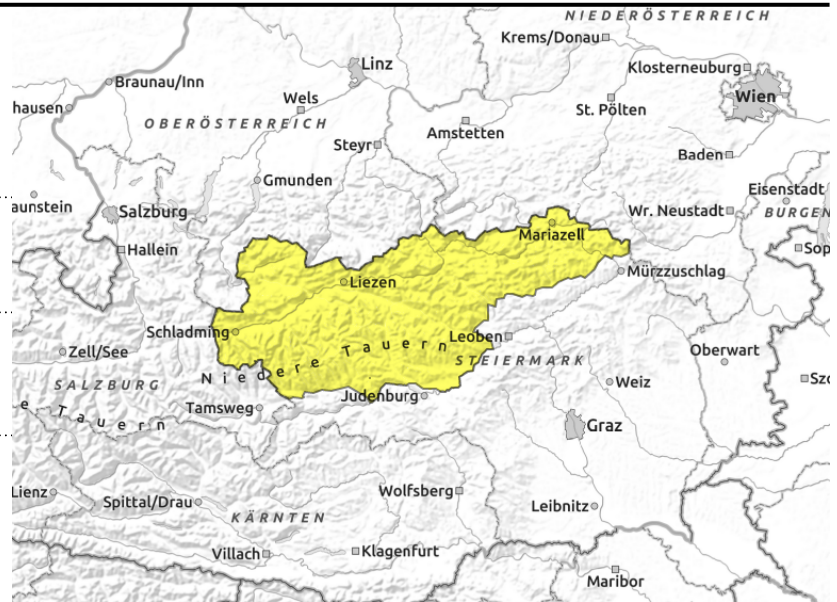 NIEDERÖSTERREICH
Krems/Donau
Linz
Klosterneuburg
Braunau/Inn
Wien
hausen
Wels
OBERÖSTERREICH
St. Pölten
Amstetten
Steyr
Baden
Gmunden
Eisenstadt
aunstein
Salzburg
Wr. Neustadt
BURGEN
Mariazell
Hallein
Sop
Mürzzuschlag
Liezen
Schladming
Leoben
Niedere Tauern
Zell/See
STEIERMARK
Oberwart
SALZBURG
Weiz
Szo
Judenburg
Tamsweg
e Tauern
Graz
Lienz
Spittal/Drau
Wolfsberg
Leibnitz
KÄRNTEN
Villach
Klagenfurt
Maribor